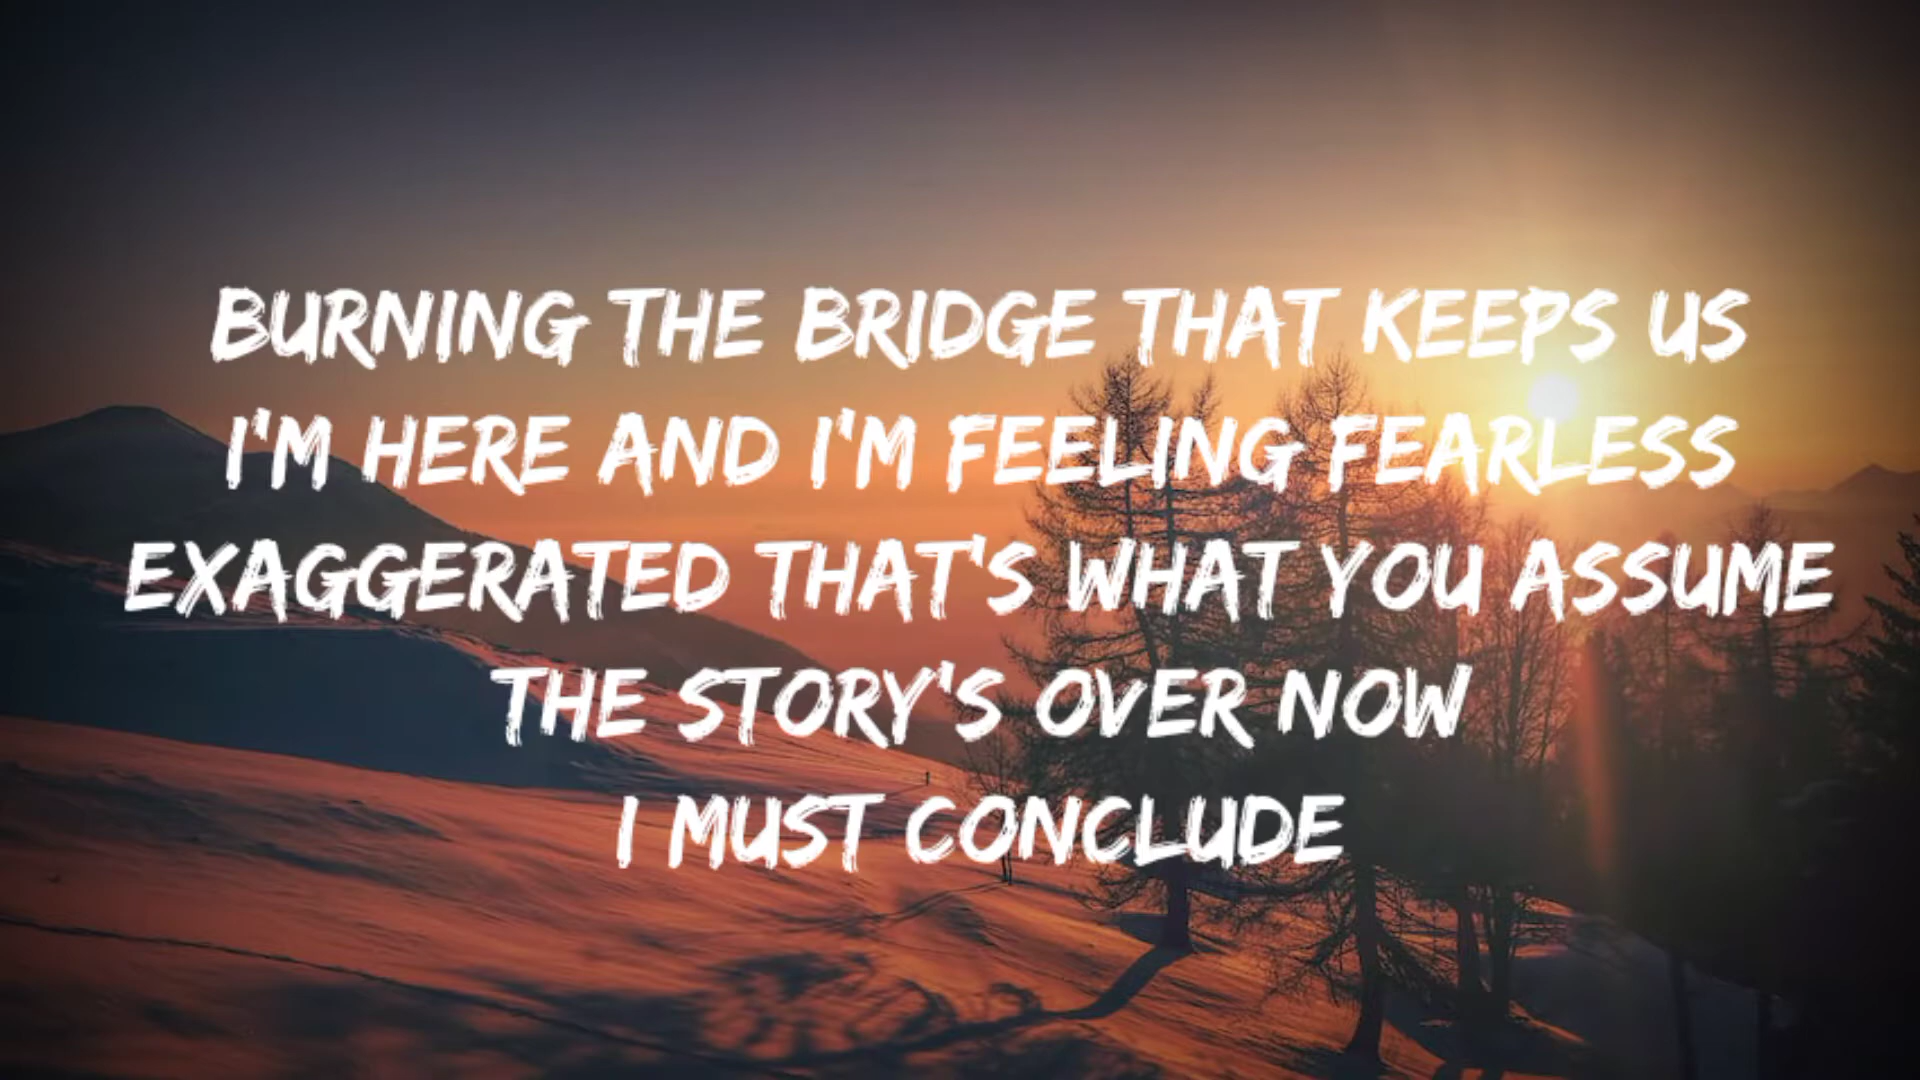 BURNING THE BRIDGE THAT KEEPS US
I'M HERE AND I'M FEELING FEARLESS
EXAGGERATED THAT'S WHAT YOU ASSUME
THE STORY'S OVER NOW
I MUST CONCLUDE